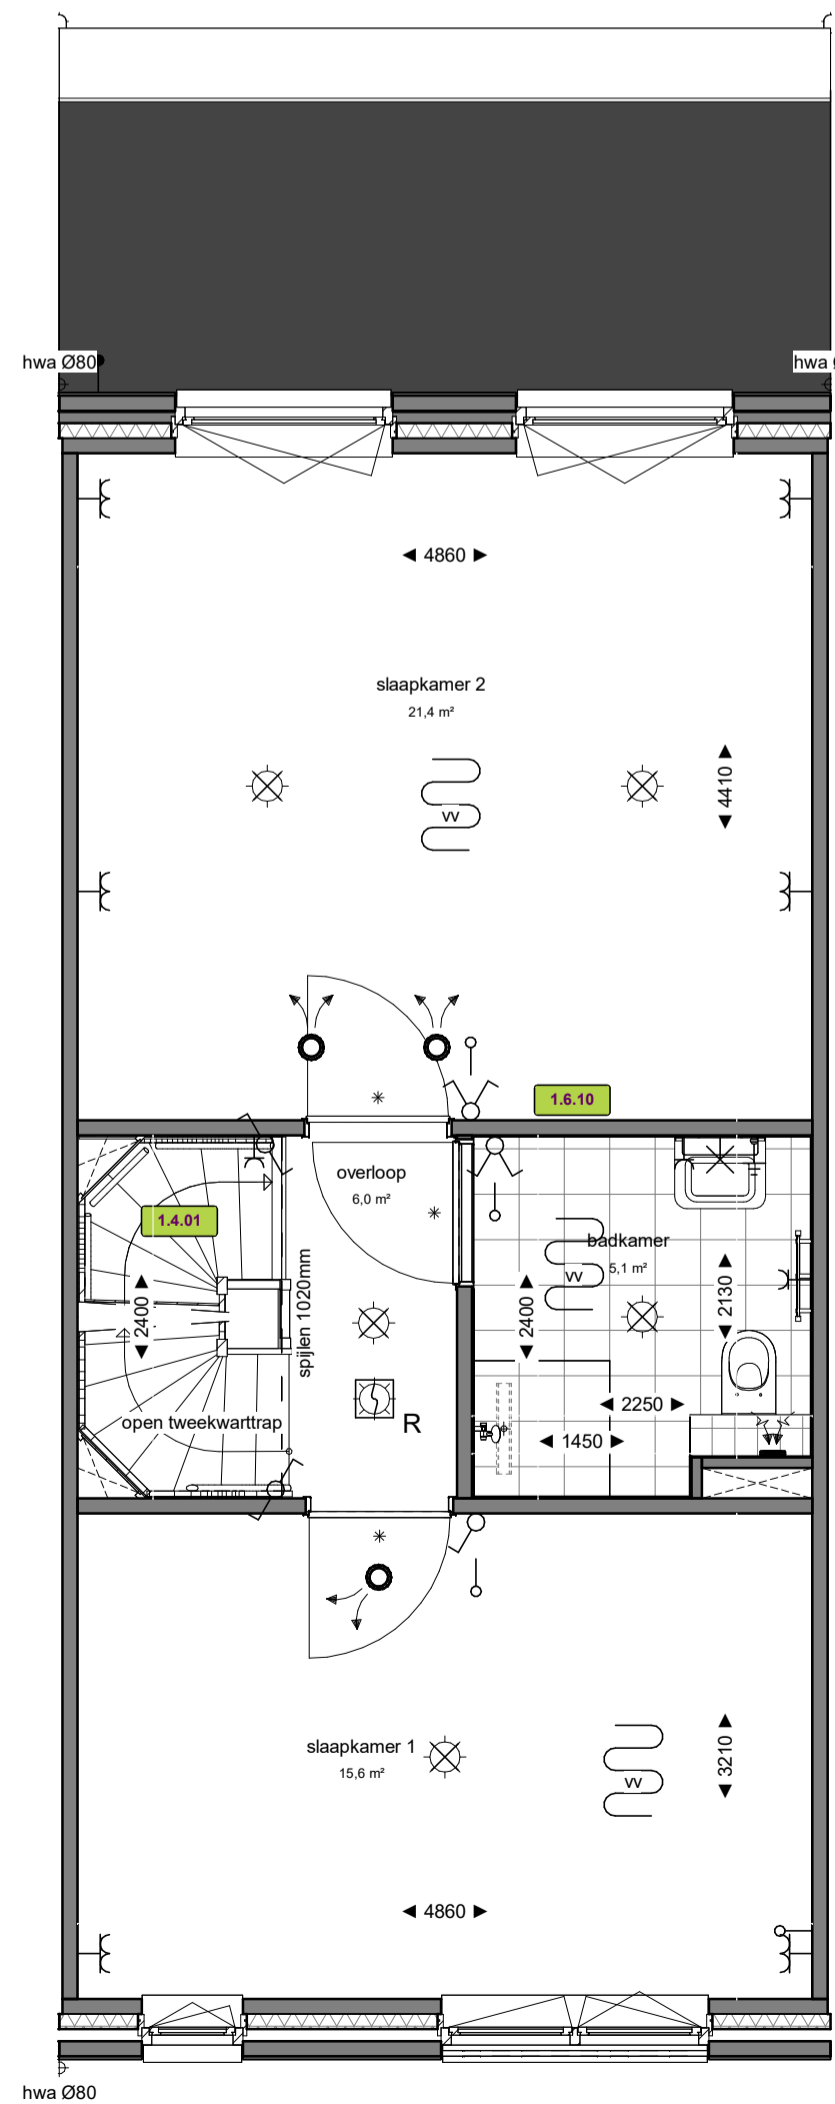 hwa Ø80
hwa
4860
slaapkamer 2
21,4 m²
4410
vv
1.6.10
overloop
6,0 m²
1.4.01
badkamer
5,1 m²
vv
2400
spijlen 1020mm
2400
2130
2250
open tweekwarttrap
R
1450
slaapkamer 1
15,6 m²
3210
vv
4860
hwa Ø80